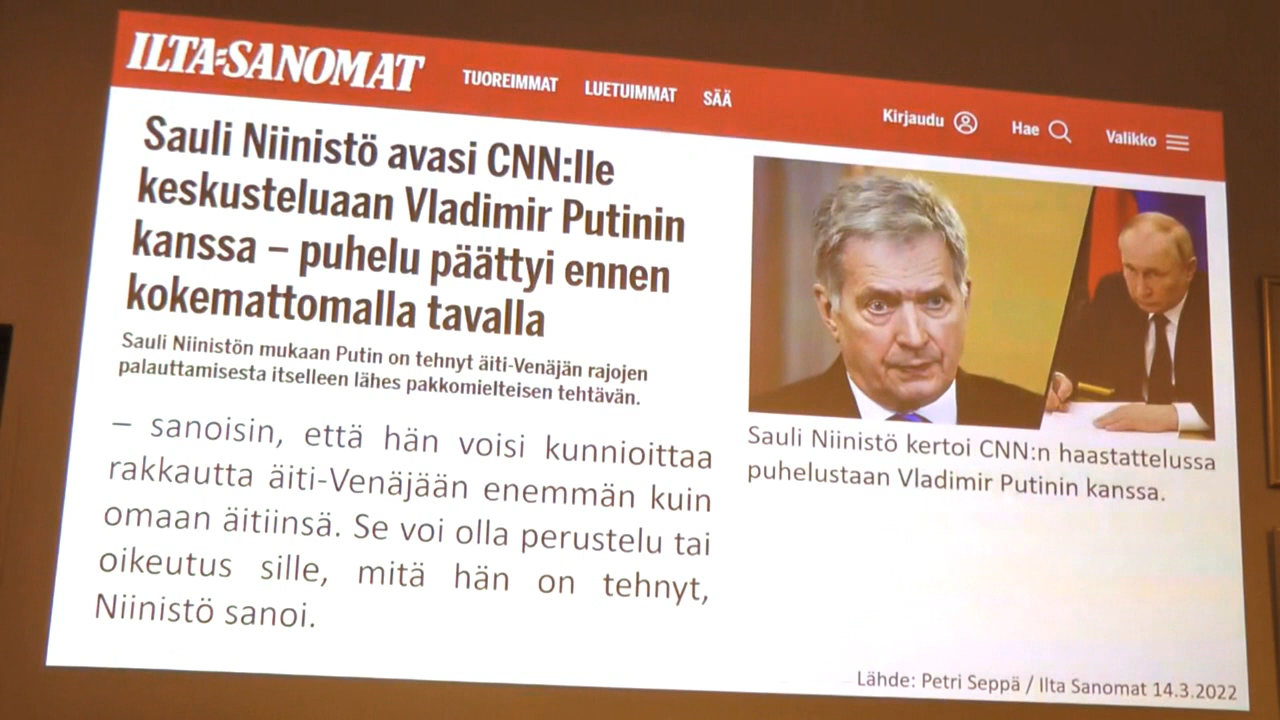 ILTA-SANOMAT TUOREIMMAT LUETUIMMAT SÄÄ Kirjaudu Hae Valikko
Sauli Niinistö avasi CNN:lle
keskusteluaan Vladimir Putinin
kanssa – puhelu päättyi ennen
kokemattomalla tavalla
Sauli Niinistön mukaan Putin on tehnyt äiti-Venäjän rajojen
palauttamisesta itselleen lähes pakkomielteisen tehtävän.
– sanoisin, että hän voisi kunnioittaa
rakkautta äiti-Venäjään enemmän kuin
omaan äitiinsä. Se voi olla perustelu tai
oikeutus sille, mitä hän on tehnyt,
Niinistö sanoi.
Sauli Niinistö kertoi CNN:n haastattelussa
puhelustaan Vladimir Putinin kanssa.
Lähde: Petri Seppä / Ilta Sanomat 14.3.2022